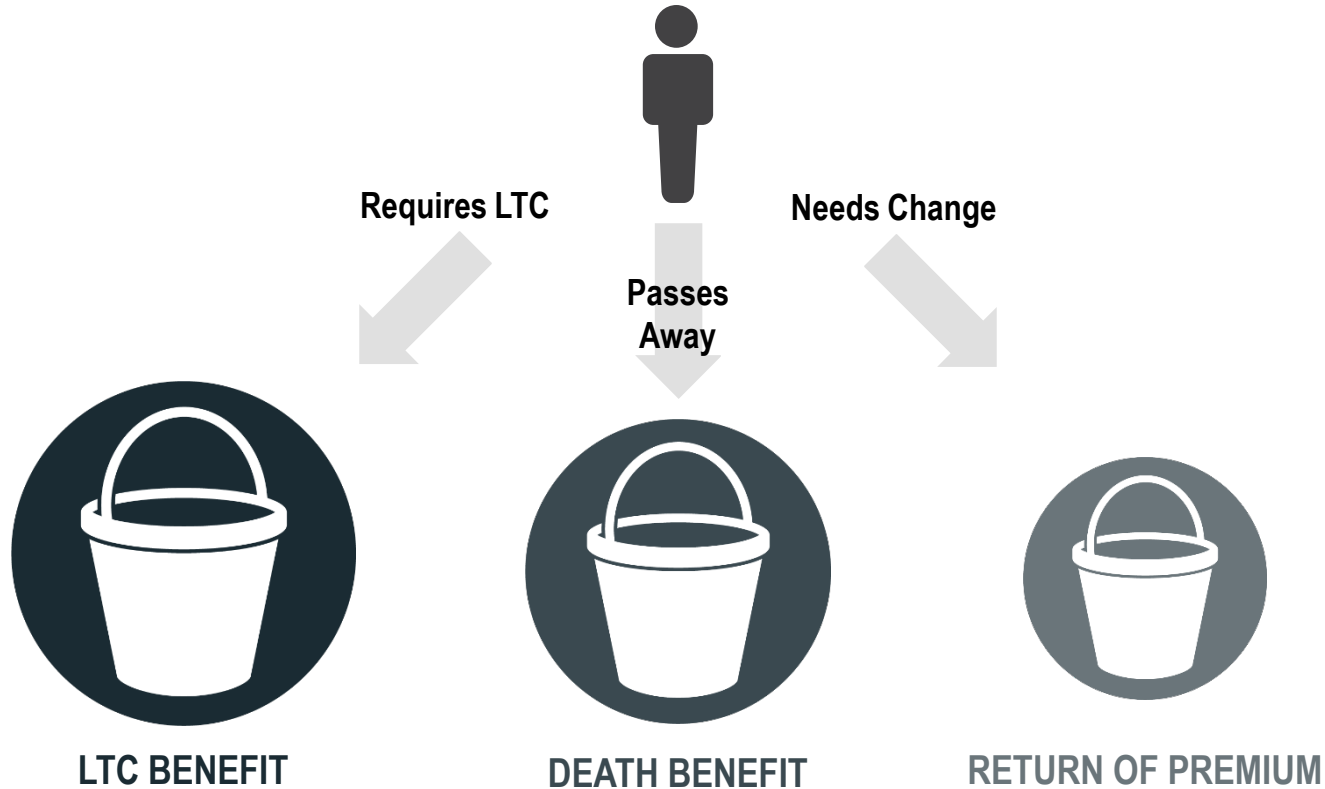 Requires LTC
Needs Change
Passes
Away
LTC BENEFIT
DEATH BENEFIT
RETURN OF PREMIUM